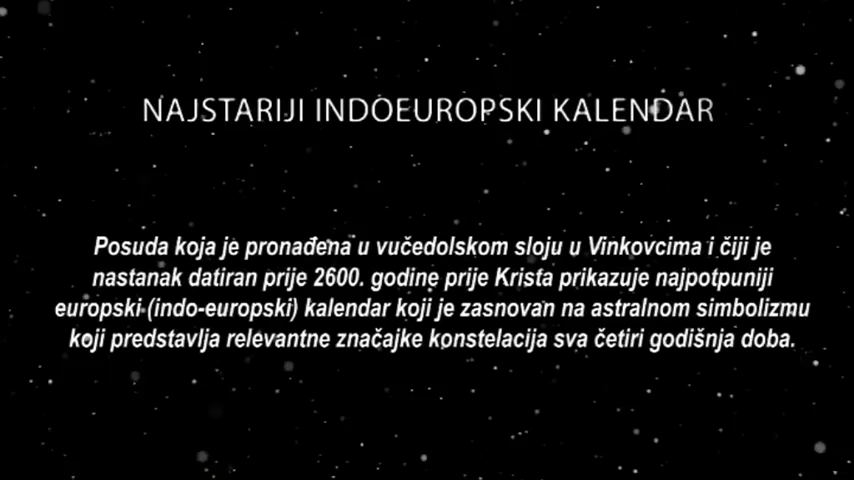 NAJSTARIJI INDOEUROPSKI KALENDAR
Posuda koja je pronađena u vučedolskom sloju u Vinkovcima i čiji je
nastanak datiran prije 2600. godine prije Krista prikazuje najpotpuniji
europski (indo-europski) kalendar koji je zasnovan na astralnom simbolizmu
koji predstavlja relevantne značajke konstelacija sva četiri godišnja doba.